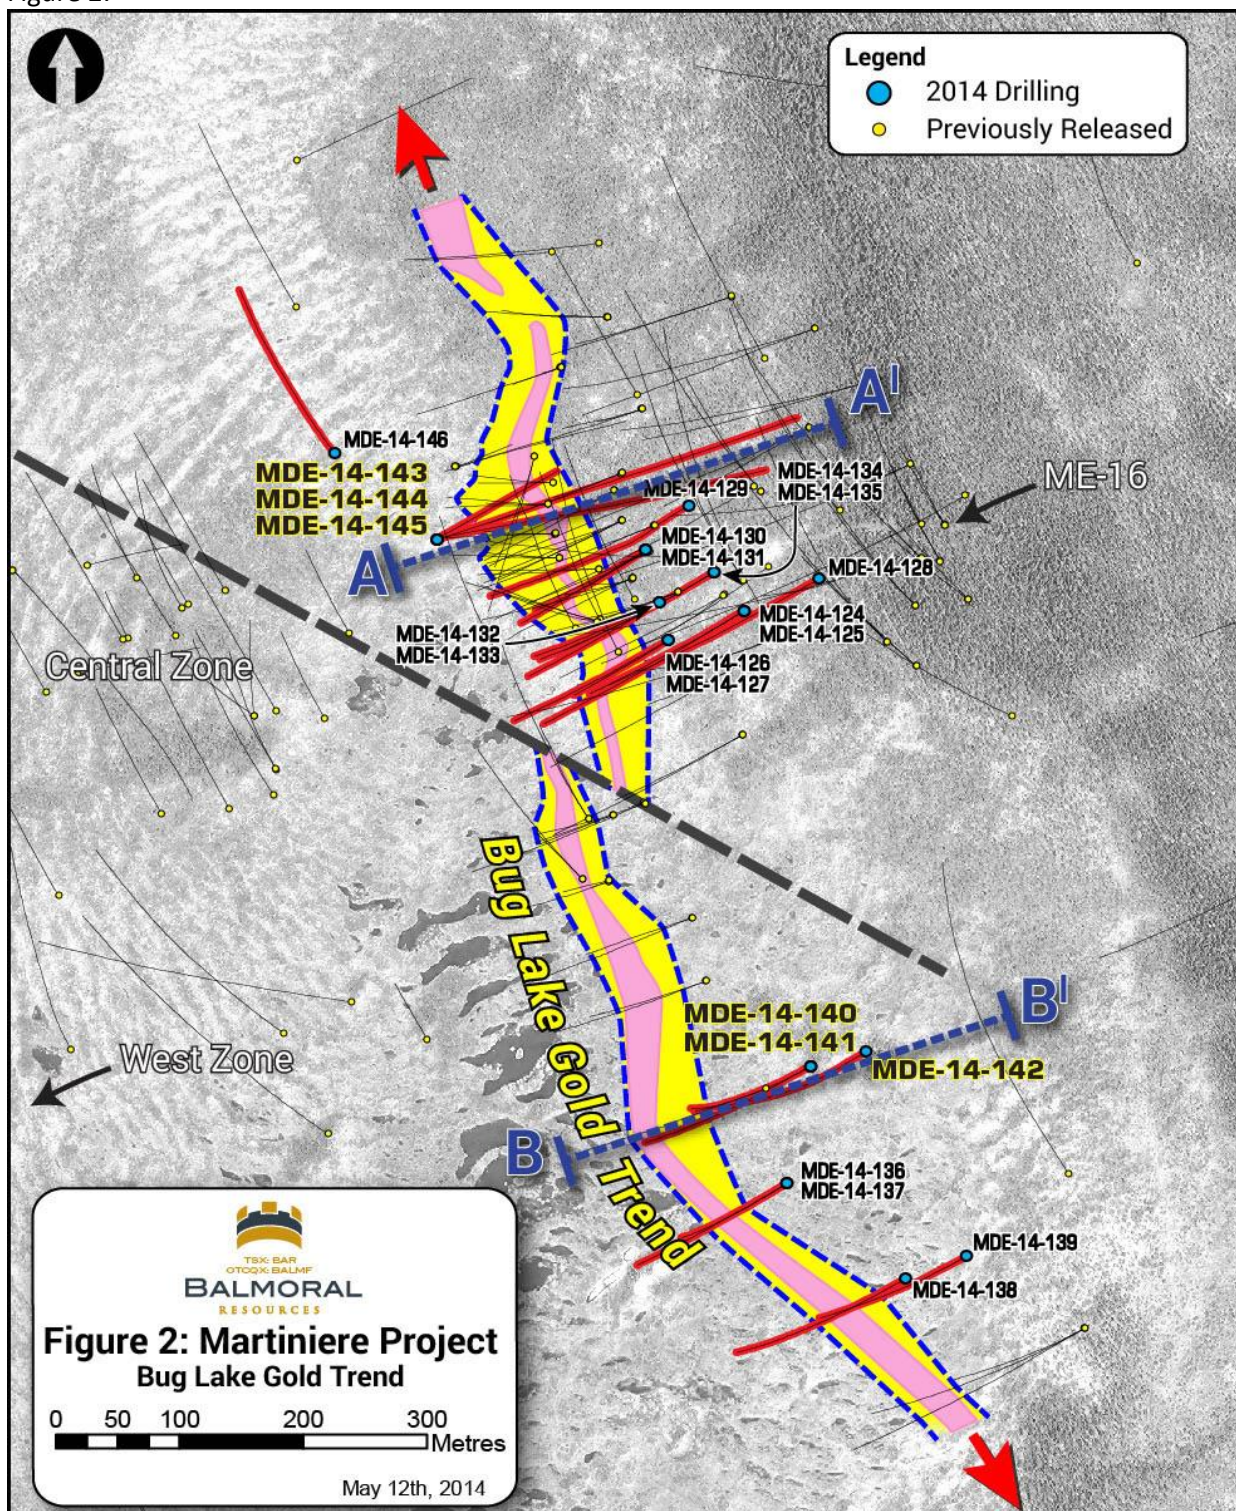 Figure 2:
Legend
2014 Drilling
Previously Released
A
A|
MDE-14-146
MDE-14-143
MDE-14-144
MDE-14-145
MDE-14-134
MDE-14-135
MDE-14-129
ME-16
MDE-14-130
MDE-14-131
MDE-14-128
MDE-14-132
MDE-14-133
MDE-14-124
MDE-14-125
MDE-14-126
MDE-14-127
Central Zone
Bug Lake Gold Trend
West Zone
MDE-14-140
MDE-14-141
MDE-14-142
B
B|
MDE-14-136
MDE-14-137
MDE-14-139
MDE-14-138
TSX: BAR
OTCQX: BALMF
BALMORAL
RESOURCES
Figure 2: Martiniere Project
Bug Lake Gold Trend
0 50 100 200 300
Metres
May 12th, 2014